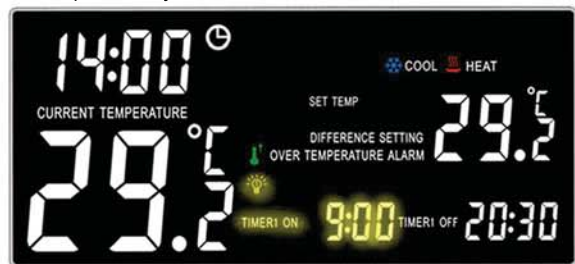 14:00
COOL HEAT
CURRENT TEMPERATURE
29.2°C
SET TEMP
29.2°C
DIFFERENCE SETTING
OVER TEMPERATURE ALARM
TIMER1 ON 9:00 TIMER1 OFF 20:30